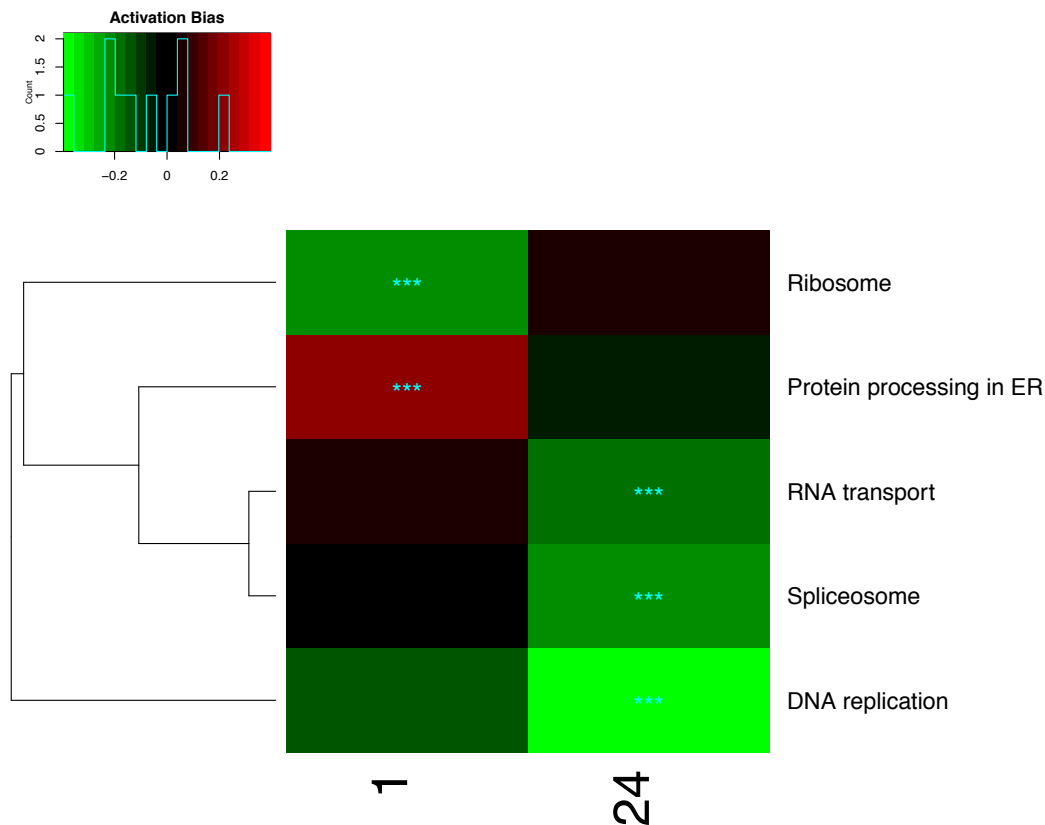 Activation Bias
Count
2
1.5
1
0.5
0
−0.2 0 0.2
*** Ribosome
*** Protein processing in ER
*** RNA transport
*** Spliceosome
*** DNA replication
1 24